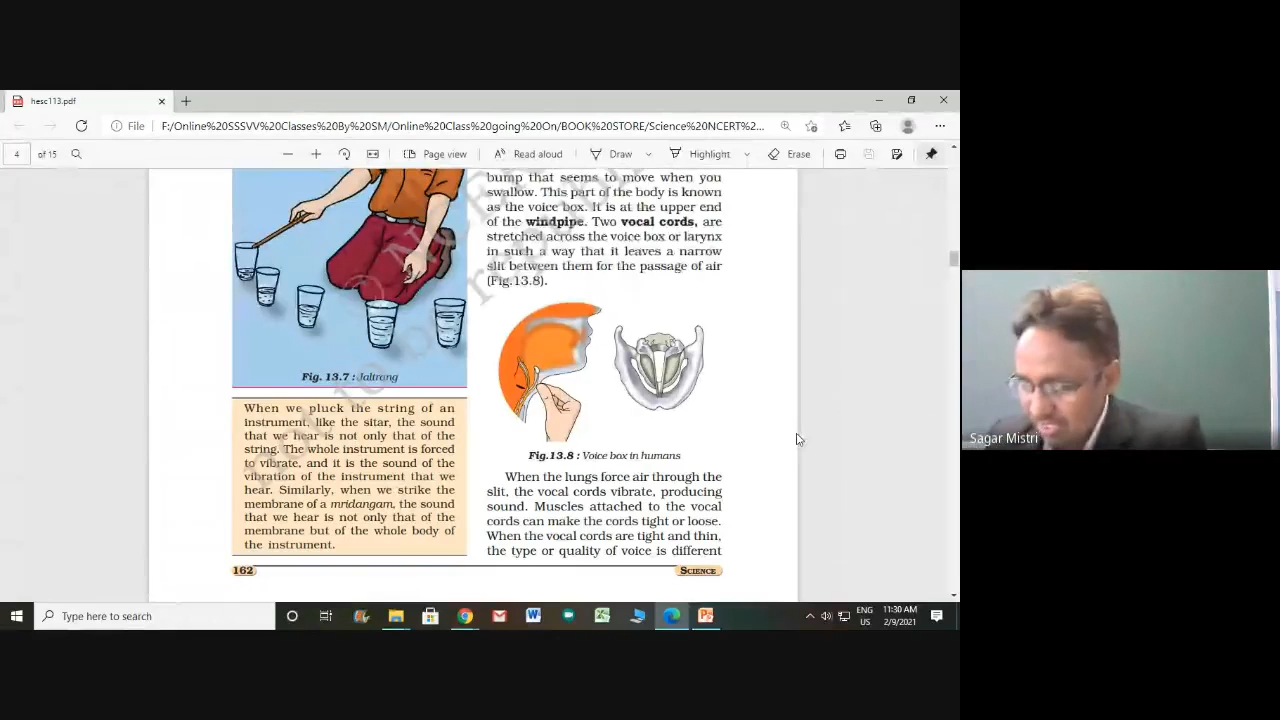 hesc113.pdf
File
F:/Online%20SSSVV%20Classes%20By%20SM/Online%20Class%20going%20On/BOOK%20STORE/Science%20NCERT%2...
4 of 15
Page view
Read aloud
Draw
Highlight
Erase
Fig. 13.7 : Jaltrang
When we pluck the string of an
instrument, like the sitar, the sound
that we hear is not only that of the
string. The whole instrument is forced
to vibrate, and it is the sound of the
vibration of the instrument that we
hear. Similarly, when we strike the
membrane of a mridangam, the sound
that we hear is not only that of the
membrane but of the whole body of
the instrument.
bump that seems to move when you
swallow. This part of the body is known
as the voice box. It is at the upper end
of the windpipe. Two vocal cords, are
stretched across the voice box or larynx
in such a way that it leaves a narrow
slit between them for the passage of air
(Fig.13.8).
Fig.13.8 : Voice box in humans
When the lungs force air through the
slit, the vocal cords vibrate, producing
sound. Muscles attached to the vocal
cords can make the cords tight or loose.
When the vocal cords are tight and thin,
the type or quality of voice is different
162
SCIENCE
not to be republished
© NCERT
Sagar Mistri
Type here to search
ENG
US
11:30 AM
2/9/2021